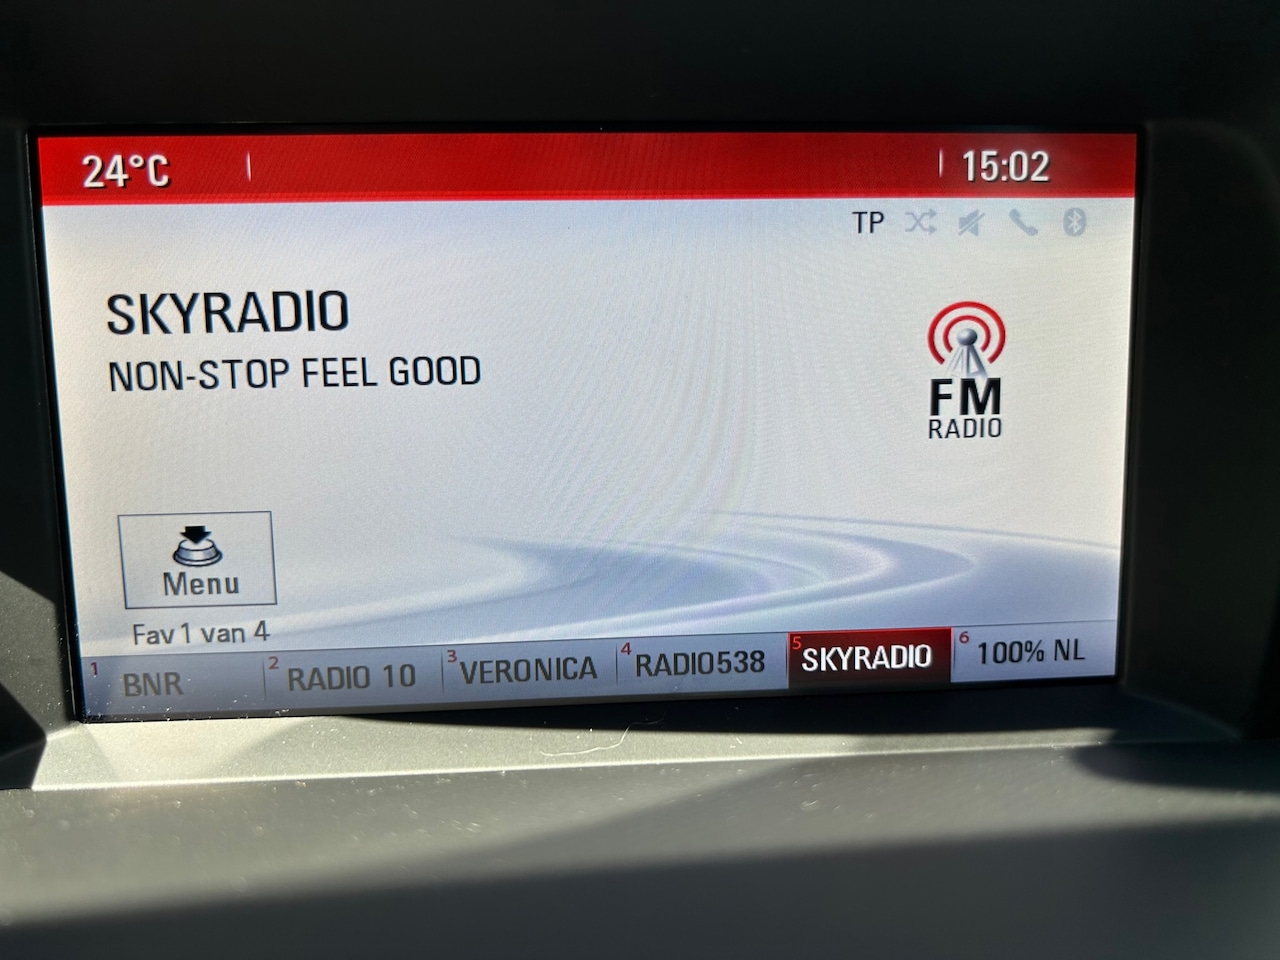 24°C 15:02
TP
SKYRADIO
NON-STOP FEEL GOOD
FM
RADIO
Menu
Fav 1 van 4
1 BNR 2 RADIO 10 3 VERONICA 4 RADIO538 5 SKYRADIO 6 100% NL